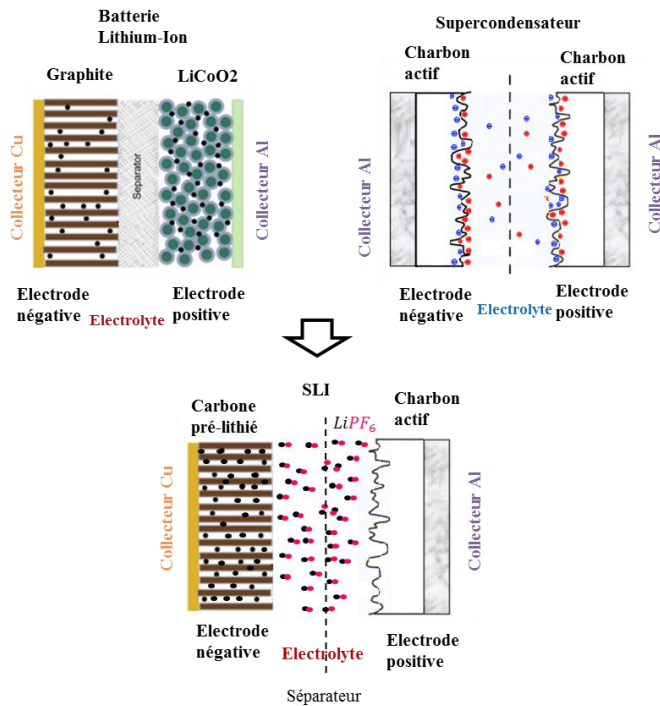 Batterie
Lithium-Ion
Graphite
LiCoO2
Collecteur Cu
Separator
Collecteur Al
Electrode
négative
Electrolyte
Electrode
positive
Supercondensateur
Charbon
actif
Charbon
actif
Collecteur Al
Collecteur Al
Electrode
négative
Electrolyte
Electrode
positive
SLI
Carbone
pré-lithié
LiPF6
Charbon
actif
Collecteur Cu
Collecteur Al
Electrode
négative
Electrolyte
Electrode
positive
Séparateur